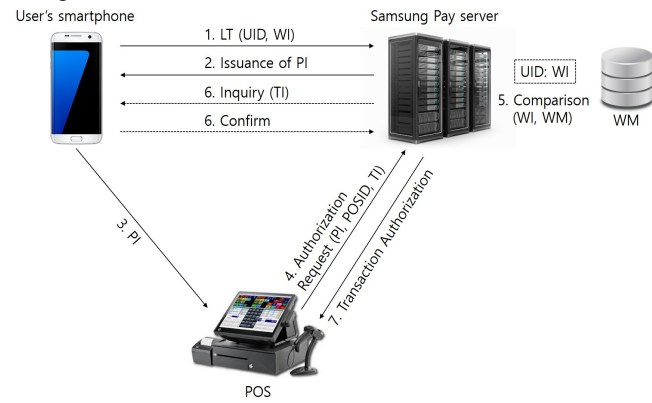 User's smartphone
Samsung Pay server
1. LT (UID, WI)
2. Issuance of PI
6. Inquiry (TI)
6. Confirm
UID: WI
5. Comparison
(WI, WM)
WM
3. PI
4. Authorization
Request (PI, POSID, TI)
7. Transaction Authorization
POS